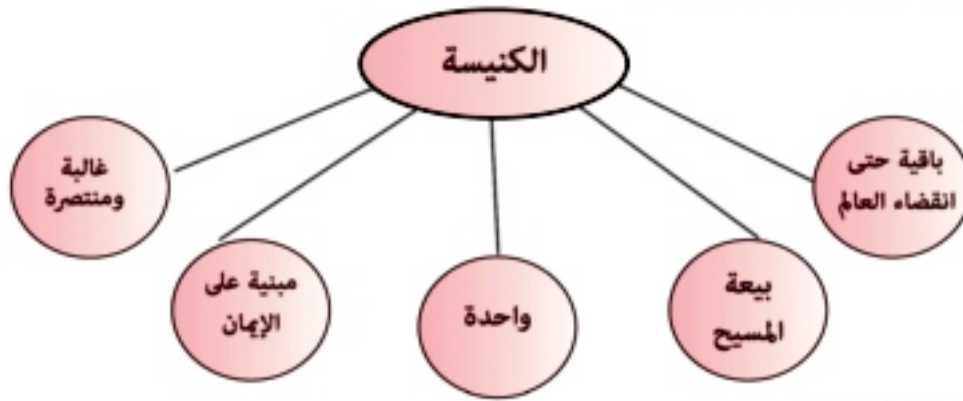 الكنيسة
باقية حتى
انقضاء العالم
بيعة
المسيح
واحدة
مبنية على
الإيمان
غالبة
ومنتصرة